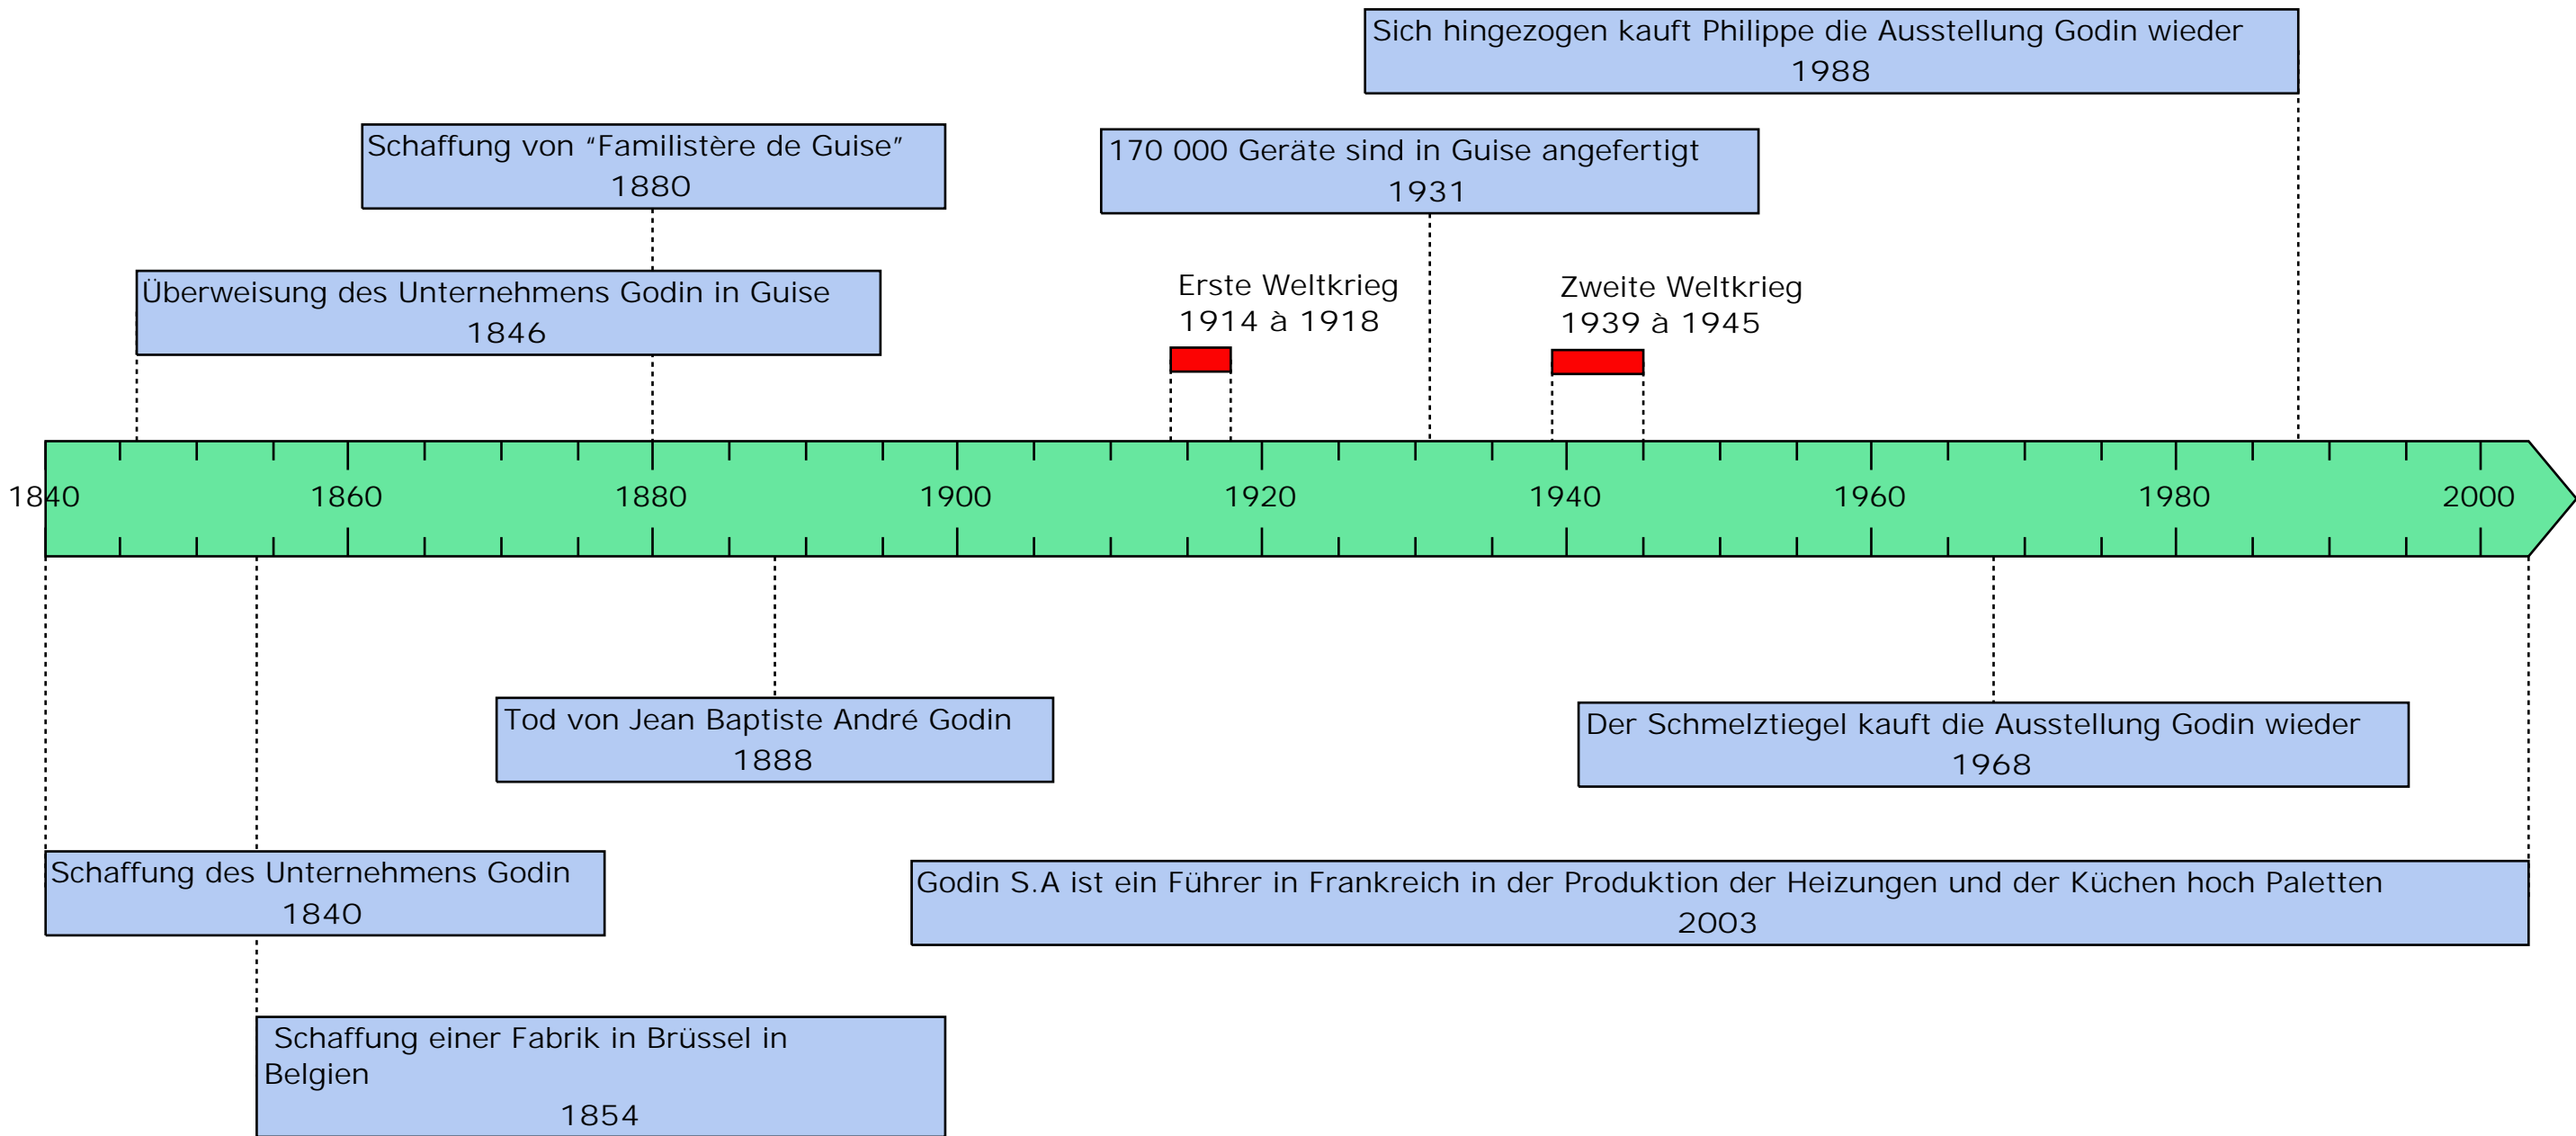 Sich hingezogen kauft Philippe die Ausstellung Godin wieder
1988
Schaffung von “Familistère de Guise”
1880
170 000 Geräte sind in Guise angefertigt
1931
Überweisung des Unternehmens Godin in Guise
1846
Erste Weltkrieg
1914 à 1918
Zweite Weltkrieg
1939 à 1945
1840 1860 1880 1900 1920 1940 1960 1980 2000
Tod von Jean Baptiste André Godin
1888
Der Schmelztiegel kauft die Ausstellung Godin wieder
1968
Schaffung des Unternehmens Godin
1840
Godin S.A ist ein Führer in Frankreich in der Produktion der Heizungen und der Küchen hoch Paletten
2003
Schaffung einer Fabrik in Brüssel in
Belgien
1854